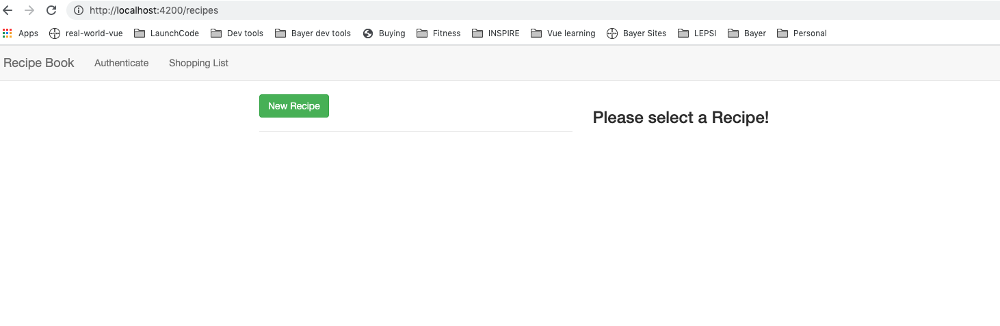 http://localhost:4200/recipes
Apps real-world-vue LaunchCode Dev tools Bayer dev tools Buying Fitness INSPIRE Vue learning Bayer Sites LEPSI Bayer Personal
Recipe Book Authenticate Shopping List
New Recipe
Please select a Recipe!